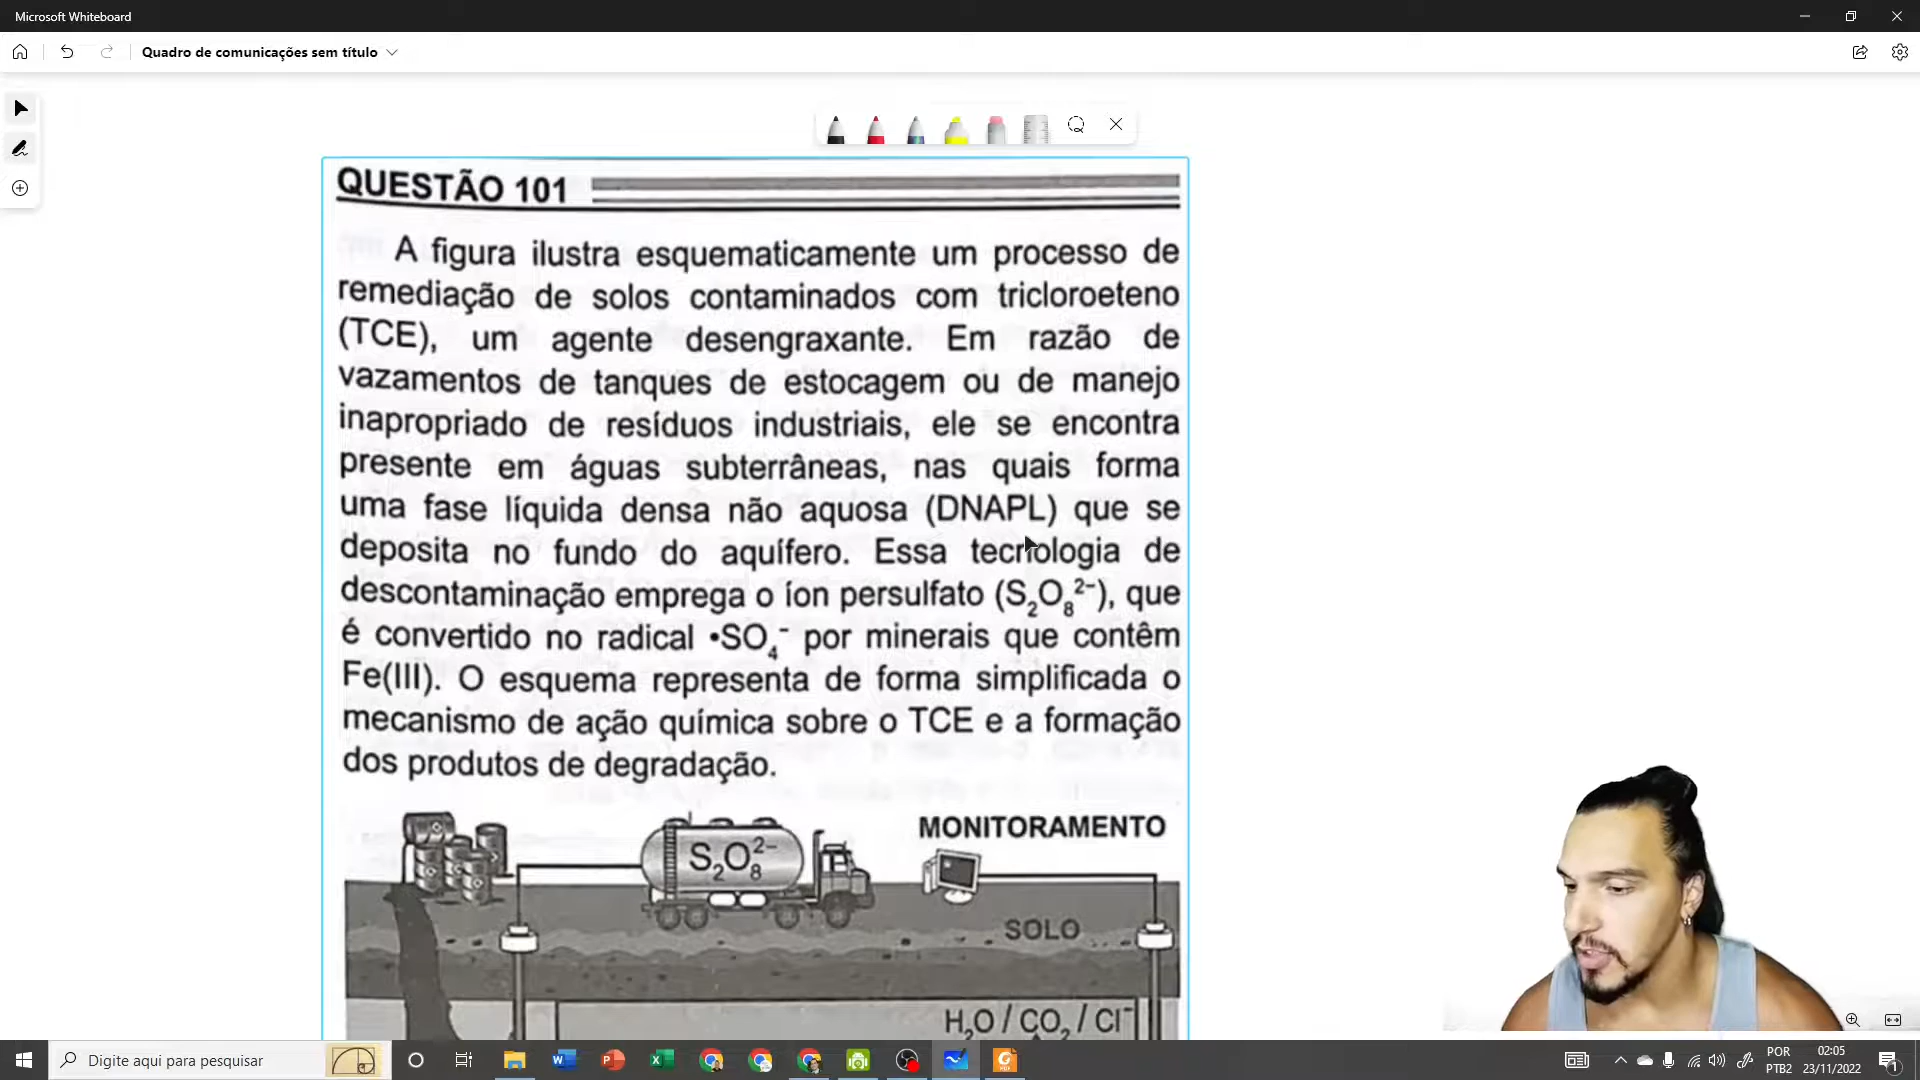 Microsoft Whiteboard
Quadro de comunicações sem título
QUESTÃO 101
A figura ilustra esquematicamente um processo de
remediação de solos contaminados com tricloroeteno
(TCE), um agente desengraxante. Em razão de
vazamentos de tanques de estocagem ou de manejo
inapropriado de resíduos industriais, ele se encontra
presente em águas subterrâneas, nas quais forma
uma fase líquida densa não aquosa (DNAPL) que se
deposita no fundo do aquífero. Essa tecnologia de
descontaminação emprega o íon persulfato (S₂O₈²⁻), que
é convertido no radical •SO₄⁻ por minerais que contêm
Fe(III). O esquema representa de forma simplificada o
mecanismo de ação química sobre o TCE e a formação
dos produtos de degradação.
MONITORAMENTO
S₂O₈²⁻
SOLO
H₂O / CO₂ / Cl⁻
Digite aqui para pesquisar
POR
PTB2
02:05
23/11/2022
1